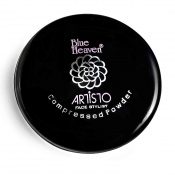 Blue
Heaven
ARTISTO
FACE STYLIST
Compressed Powder